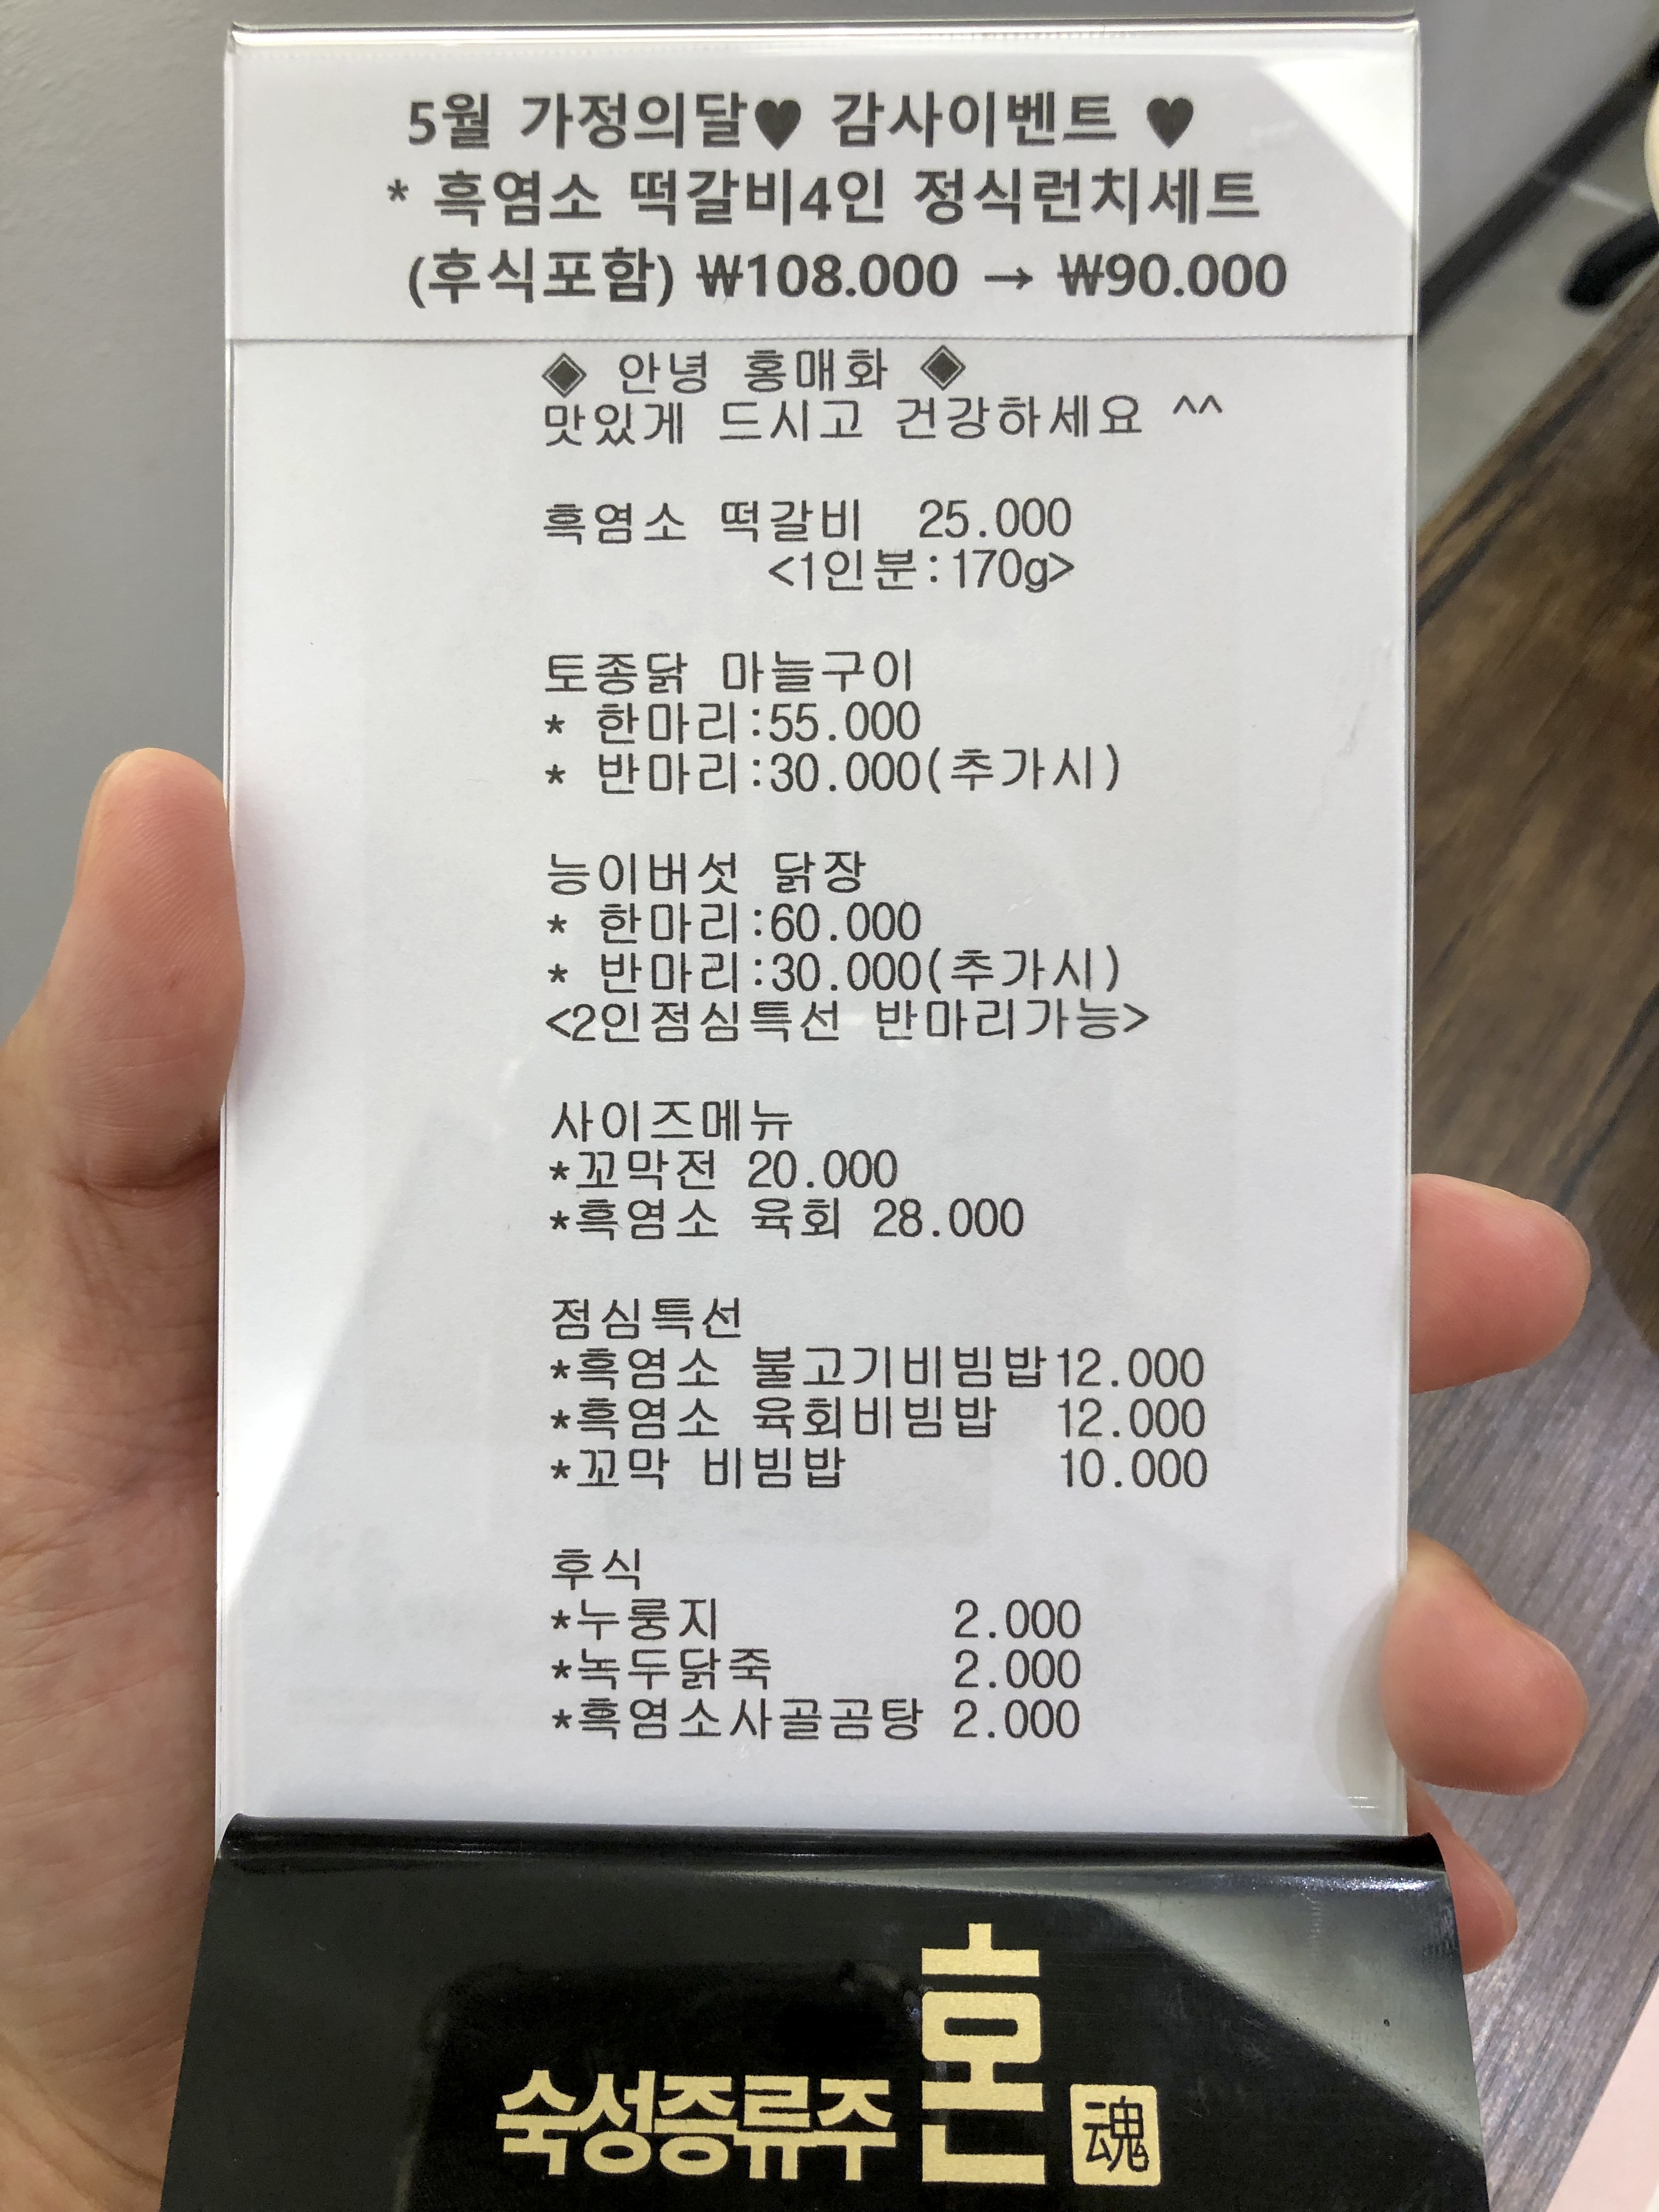 5월 가정의달♥ 감사이벤트 ♥
* 흑염소 떡갈비4인 정식런치세트
(후식포함) ₩108.000 → ₩90.000
◈ 안녕 홍매화 ◈
맛있게 드시고 건강하세요 ^^
흑염소 떡갈비 25.000
<1인분:170g>
토종닭 마늘구이
* 한마리:55.000
* 반마리:30.000(추가시)
능이버섯 닭장
* 한마리:60.000
* 반마리:30.000(추가시)
<2인점심특선 반마리가능>
사이즈메뉴
*꼬막전 20.000
*흑염소 육회 28.000
점심특선
*흑염소 불고기비빔밥12.000
*흑염소 육회비빔밥 12.000
*꼬막 비빔밥 10.000
후식
*누룽지 2.000
*녹두닭죽 2.000
*흑염소사골곰탕 2.000
숙성증류주 혼 魂